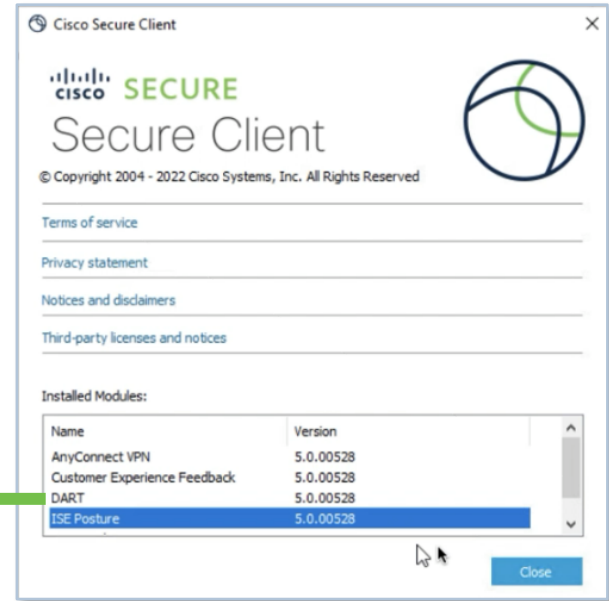 Cisco Secure Client
CISCO SECURE
Secure Client
© Copyright 2004 - 2022 Cisco Systems, Inc. All Rights Reserved
Terms of service
Privacy statement
Notices and disclaimers
Third-party licenses and notices
Installed Modules:
Name Version
AnyConnect VPN 5.0.00528
Customer Experience Feedback 5.0.00528
DART 5.0.00528
ISE Posture 5.0.00528
Close